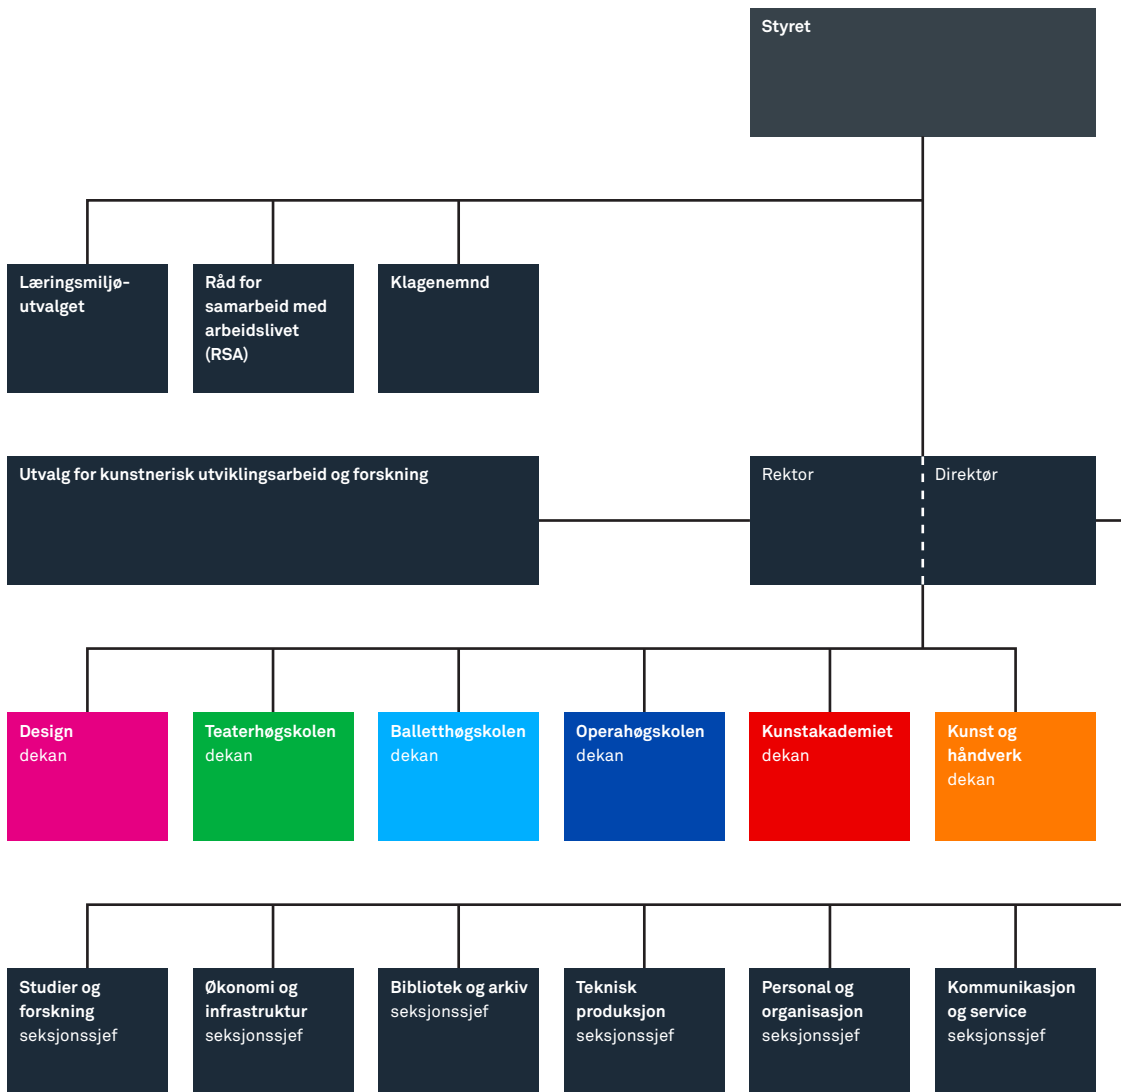 Styret
Læringsmiljø-
utvalget
Råd for
samarbeid med
arbeidslivet
(RSA)
Klagenemnd
Utvalg for kunstnerisk utviklingsarbeid og forskning
Rektor
Direktør
Design
dekan
Teaterhøgskolen
dekan
Balletthøgskolen
dekan
Operahøgskolen
dekan
Kunstakademiet
dekan
Kunst og
håndverk
dekan
Studier og
forskning
seksjonssjef
Økonomi og
infrastruktur
seksjonssjef
Bibliotek og arkiv
seksjonssjef
Teknisk
produksjon
seksjonssjef
Personal og
organisasjon
seksjonssjef
Kommunikasjon
og service
seksjonssjef